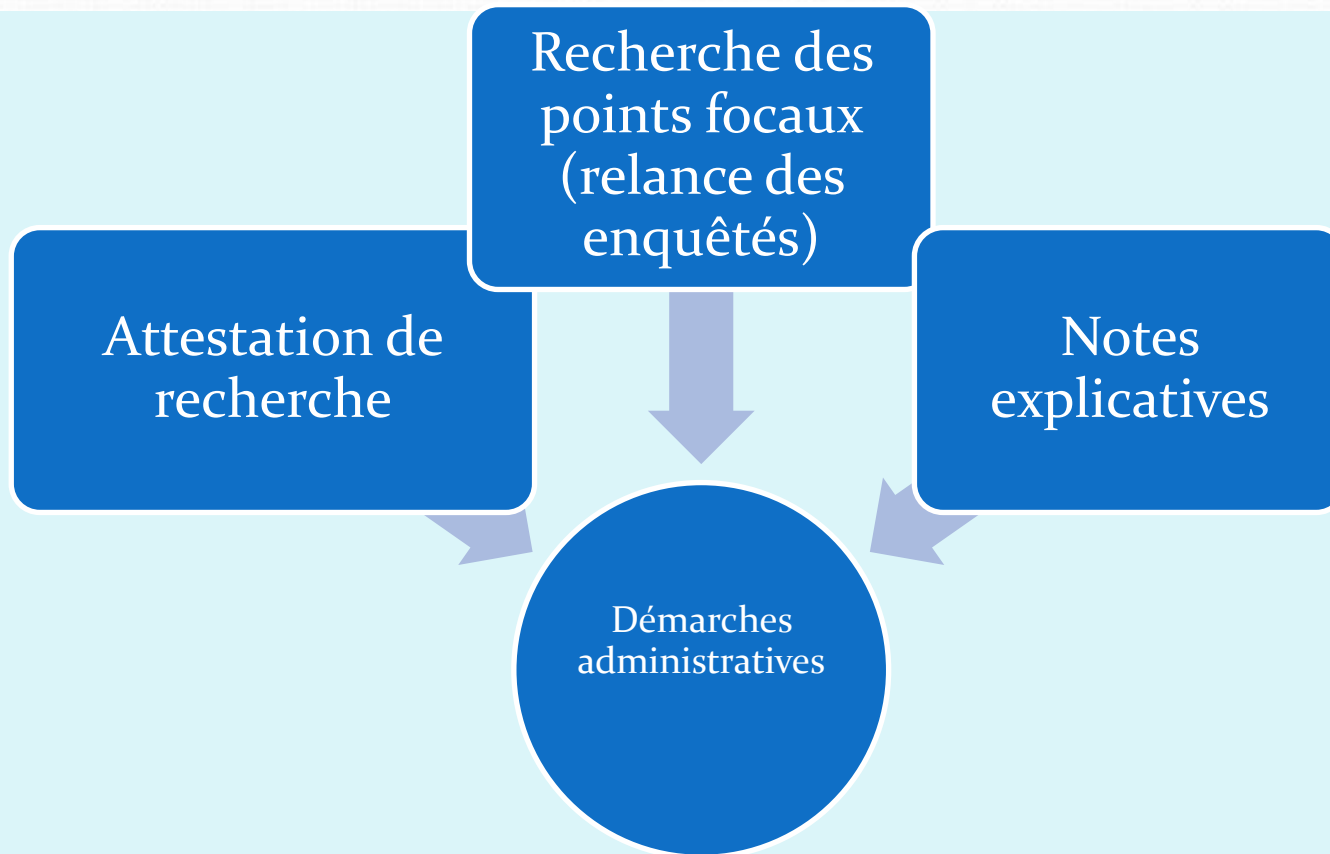 Recherche des
points focaux
(relance des
enquêtés)
Attestation de
recherche
Notes
explicatives
Démarches
administratives